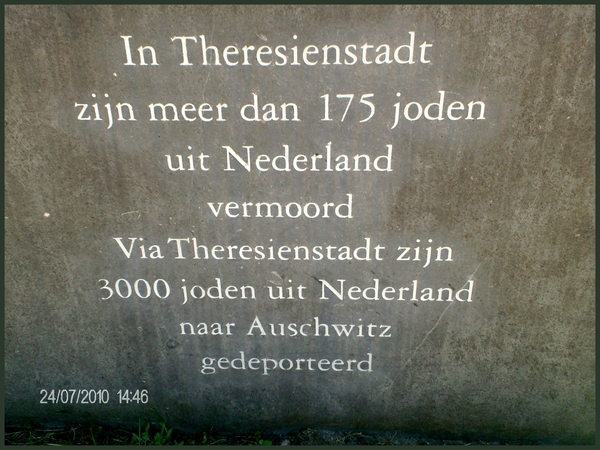 In Theresienstadt
zijn meer dan 175 joden
uit Nederland
vermoord
Via Theresienstadt zijn
3000 joden uit Nederland
naar Auschwitz
gedeporteerd
24/07/2010 14:46